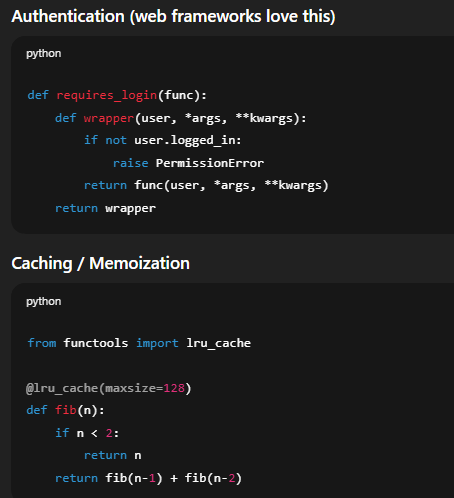 Authentication (web frameworks love this)
python
def requires_login(func):
    def wrapper(user, *args, **kwargs):
        if not user.logged_in:
            raise PermissionError
        return func(user, *args, **kwargs)
    return wrapper
Caching / Memoization
python
from functools import lru_cache
@lru_cache(maxsize=128)
def fib(n):
    if n < 2:
        return n
    return fib(n-1) + fib(n-2)